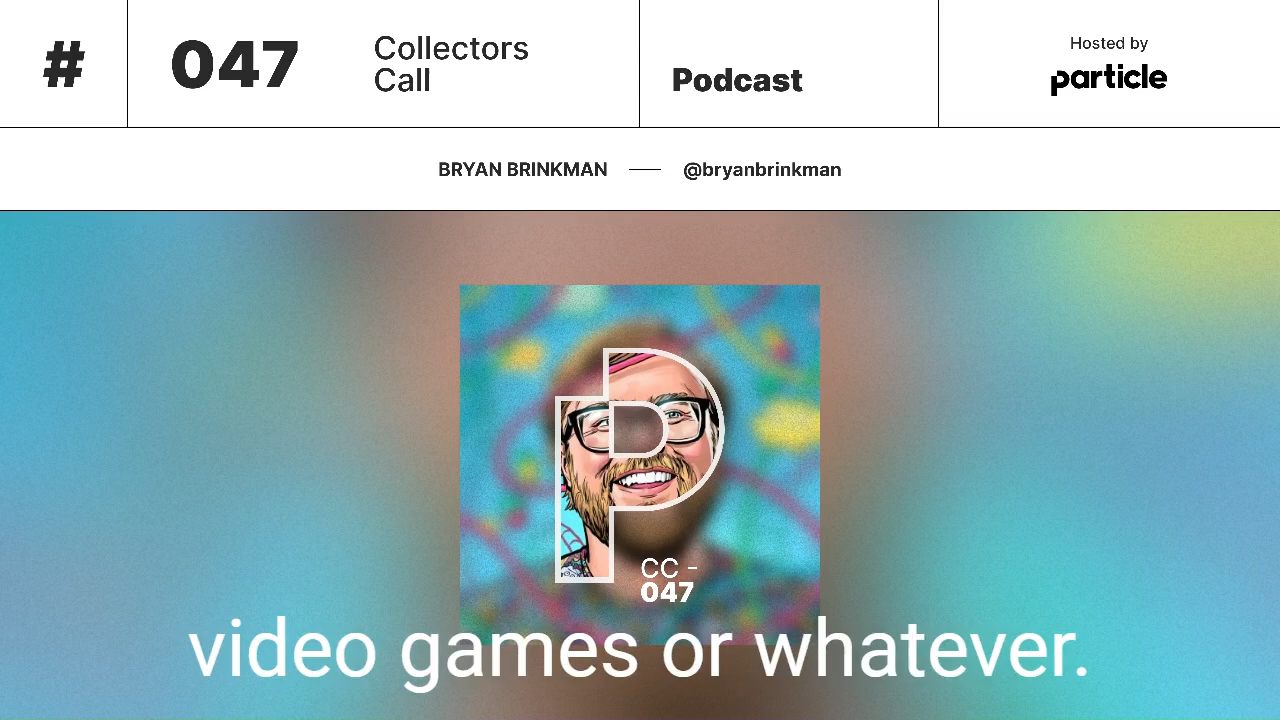 #
047
Collectors
Call
Podcast
Hosted by
particle
BRYAN BRINKMAN — @bryanbrinkman
P
CC -
047
video games or whatever.